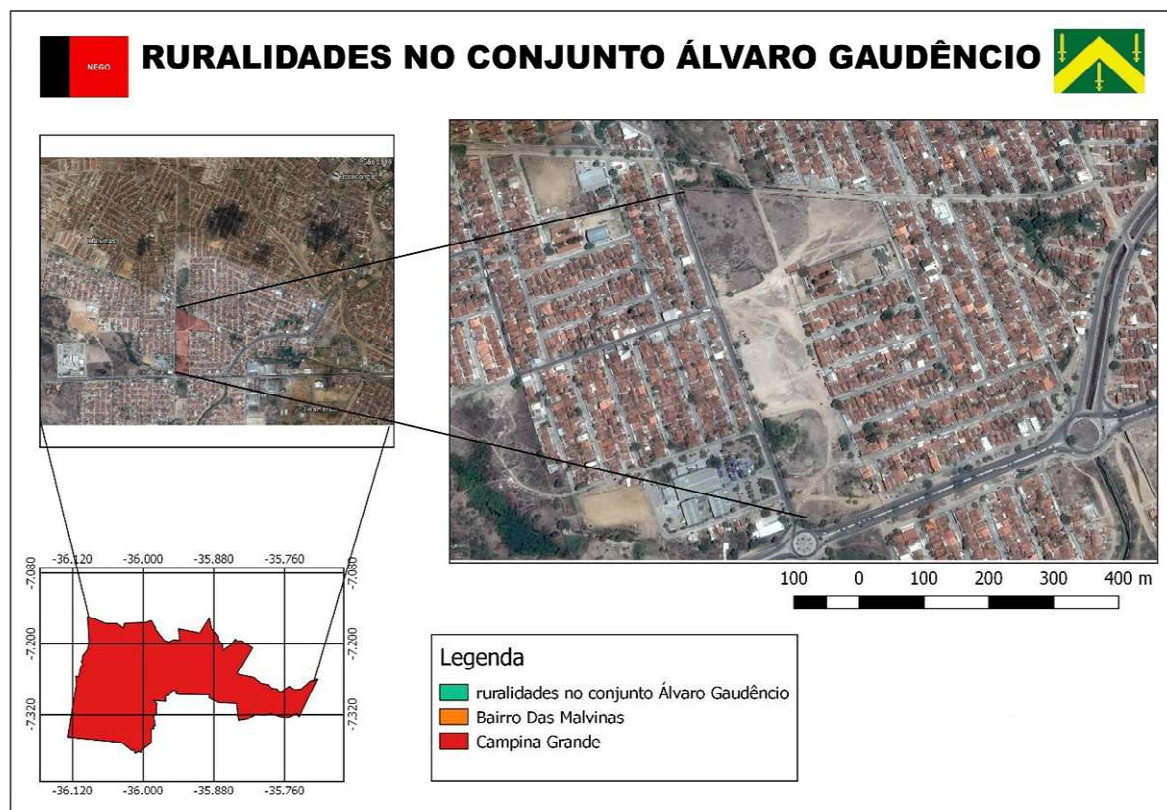 NEGO
RURALIDADES NO CONJUNTO ÁLVARO GAUDÊNCIO
Malvinas
-36.120 -36.000 -35.880 -35.760
-7.080 -7.080
-7.200 -7.200
-7.320 -7.320
-36.120 -36.000 -35.880 -35.760
100 0 100 200 300 400 m
Legenda
ruralidades no conjunto Álvaro Gaudêncio
Bairro Das Malvinas
Campina Grande